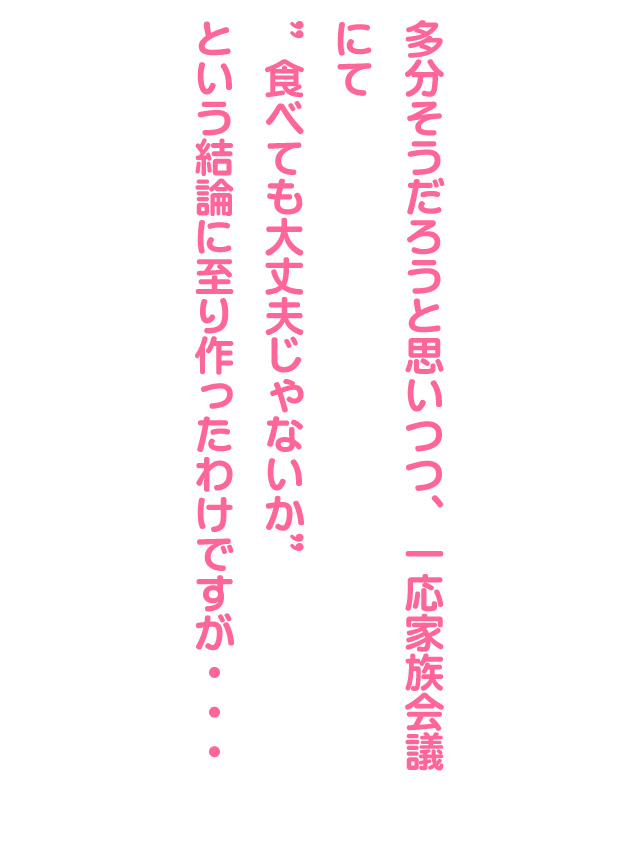 多分そうだろうと思いつつ、一応家族会議
にて
”食べても大丈夫じゃないか”
という結論に至り作ったわけですが・・・